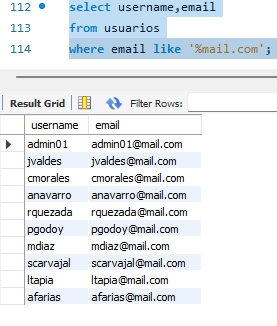 112 select username,email
113 from usuarios
114 where email like '%mail.com';
Result Grid Filter Rows:
username email
admin01 admin01@mail.com
jvaldes jvaldes@mail.com
cmorales cmorales@mail.com
anavarro anavarro@mail.com
rquezada rquezada@mail.com
pgodoy pgodoy@mail.com
mdiaz mdiaz@mail.com
scarvajal scarvajal@mail.com
ltapia ltapia@mail.com
afarias afarias@mail.com